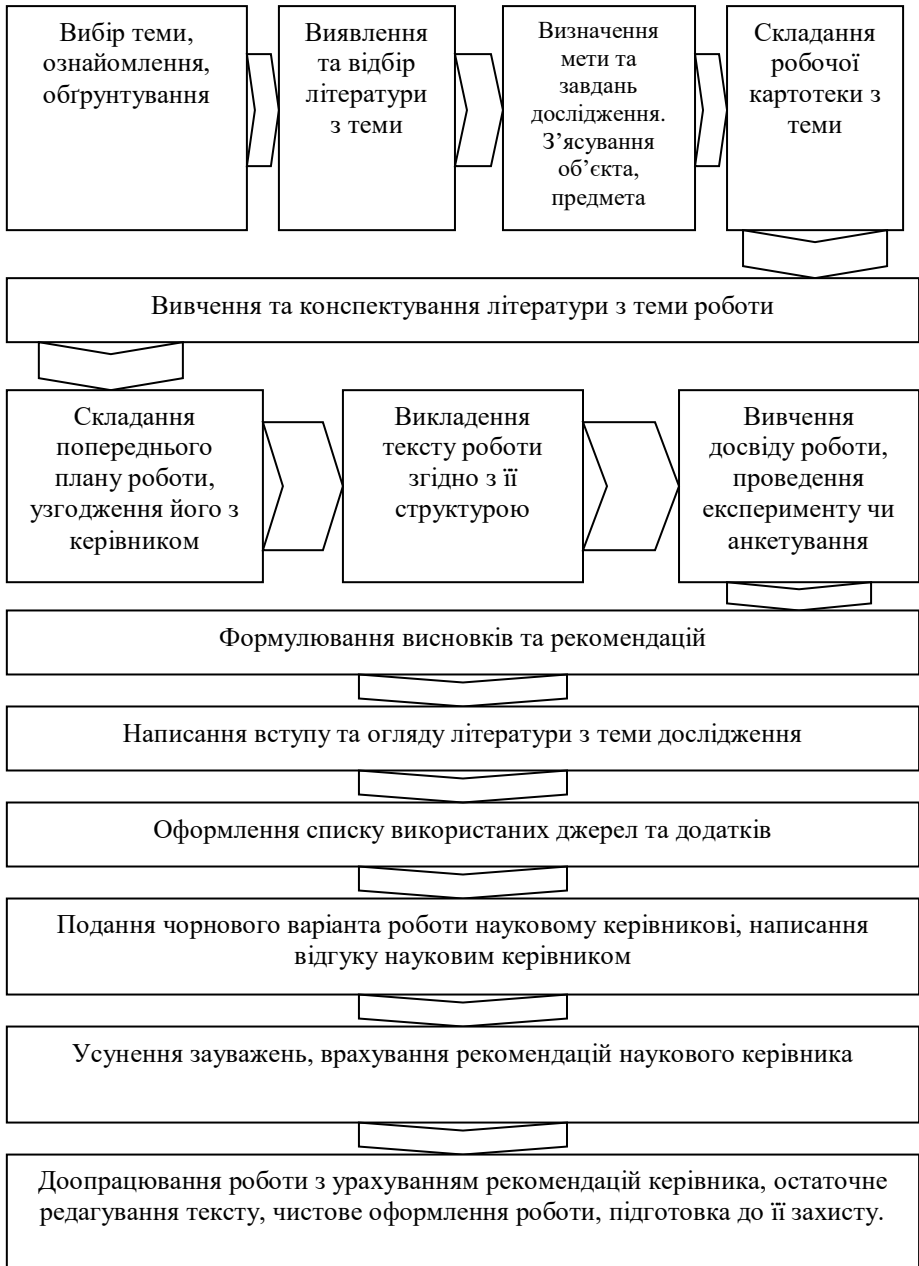 Вибір теми,
ознайомлення,
обґрунтування
Виявлення
та відбір
літератури
з теми
Визначення
мети та
завдань
дослідження.
З’ясування
об’єкта,
предмета
Складання
робочої
картотеки з
теми
Вивчення та конспектування літератури з теми роботи
Складання
попереднього
плану роботи,
узгодження його з
керівником
Викладення
тексту роботи
згідно з її
структурою
Вивчення
досвіду роботи,
проведення
експерименту чи
анкетування
Формулювання висновків та рекомендацій
Написання вступу та огляду літератури з теми дослідження
Оформлення списку використаних джерел та додатків
Подання чорнового варіанта роботи науковому керівникові, написання
відгуку науковим керівником
Усунення зауважень, врахування рекомендацій наукового керівника
Доопрацювання роботи з урахуванням рекомендацій керівника, остаточне
редагування тексту, чистове оформлення роботи, підготовка до її захисту.